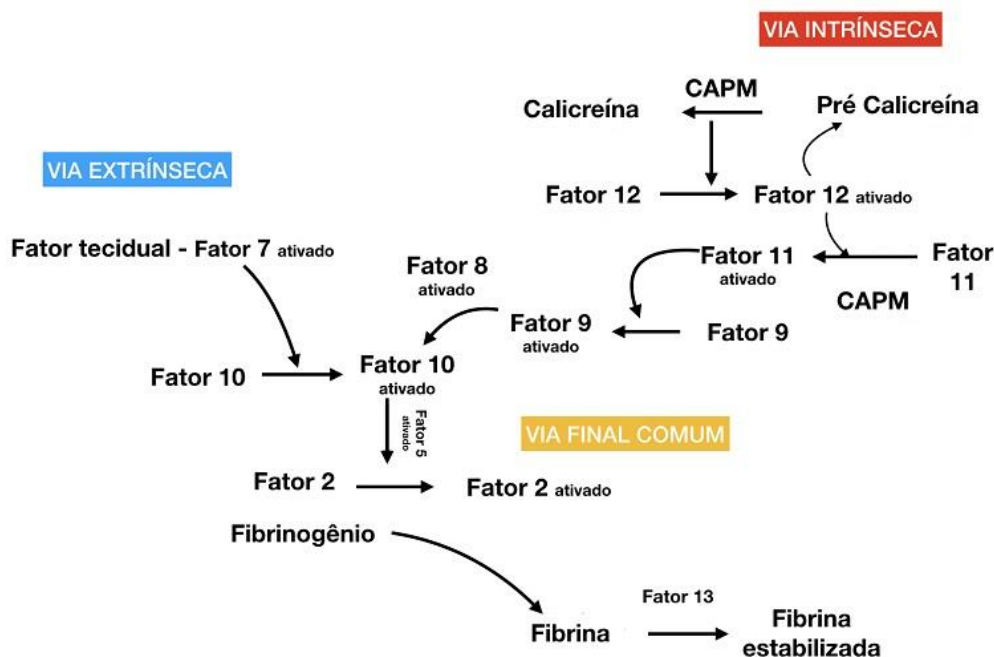 VIA INTRÍNSECA
CAPM
Calicreína
Pré Calicreína
VIA EXTRÍNSECA
Fator 12
Fator 12 ativado
Fator tecidual - Fator 7 ativado
Fator 8
ativado
Fator 11
ativado
Fator
11
CAPM
Fator 9
ativado
Fator 9
Fator 10
Fator 10
ativado
Fator 5
ativado
VIA FINAL COMUM
Fator 2
Fator 2 ativado
Fibrinogênio
Fator 13
Fibrina
Fibrina
estabilizada